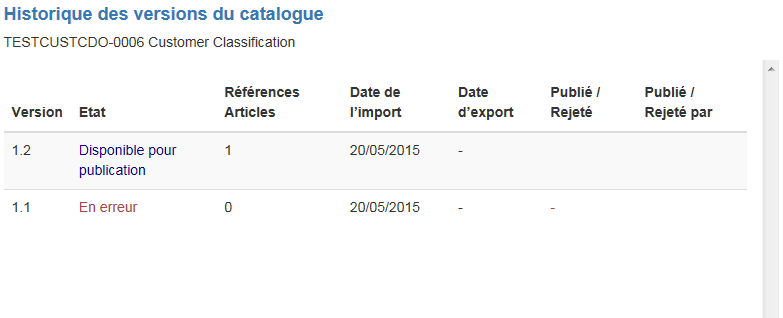 Historique des versions du catalogue
TESTCUSTCDO-0006 Customer Classification
Version Etat Références Articles Date de l’import Date d’export Publié / Rejeté Publié / Rejeté par
1.2 Disponible pour publication 1 20/05/2015 -
1.1 En erreur 0 20/05/2015 - -